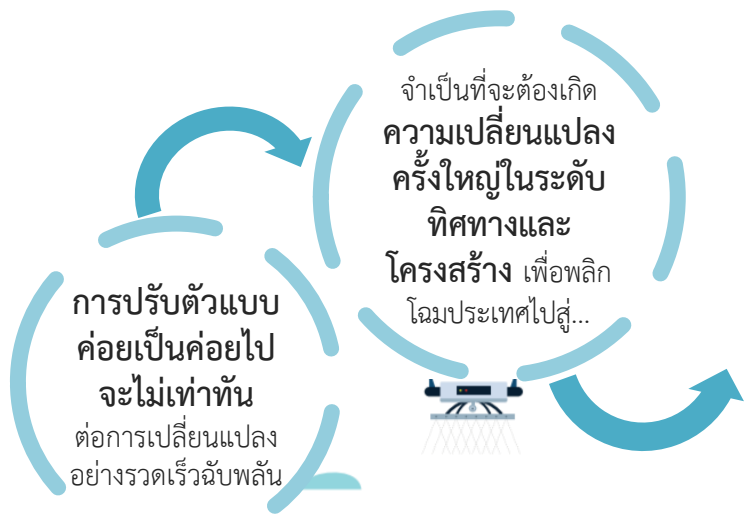 การปรับตัวแบบ
ค่อยเป็นค่อยไป
จะไม่เท่าทัน
ต่อการเปลี่ยนแปลง
อย่างรวดเร็วฉับพลัน
จำเป็นที่จะต้องเกิด
ความเปลี่ยนแปลง
ครั้งใหญ่ในระดับ
ทิศทางและ
โครงสร้าง เพื่อพลิก
โฉมประเทศไปสู่...